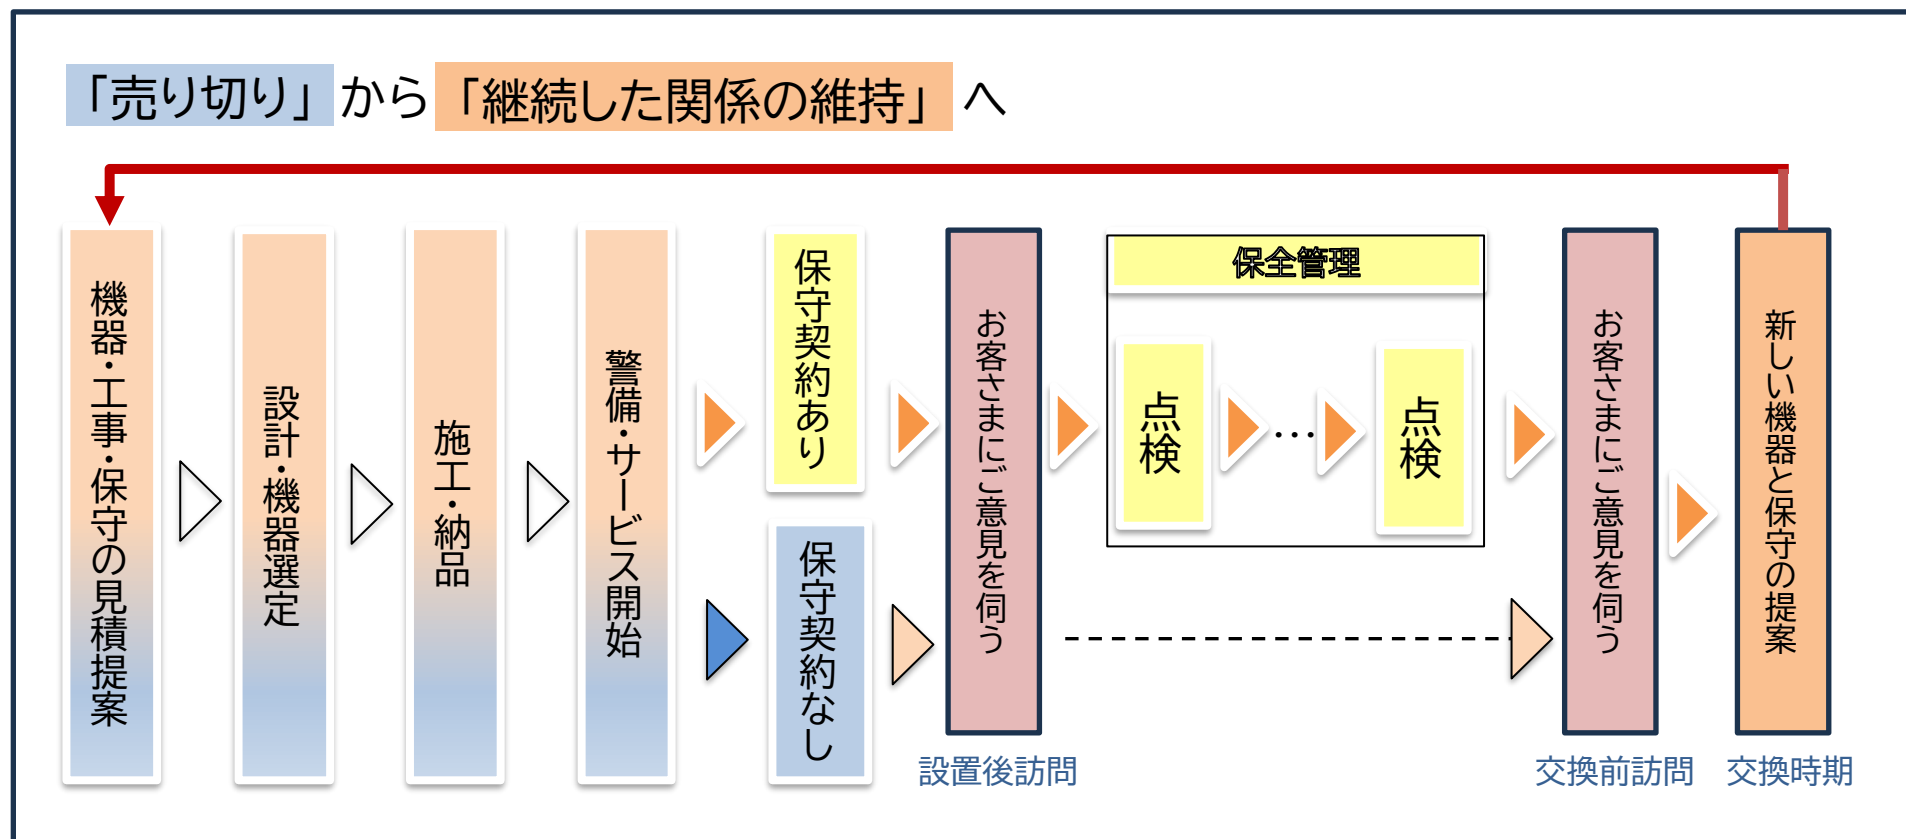 「売り切り」から「継続した関係の維持」へ
機器・工事・保守の見積提案
設計・機器選定
施工・納品
警備・サービス開始
保守契約あり
保守契約なし
お客さまにご意見を伺う
設置後訪問
保全管理
点検
…
点検
お客さまにご意見を伺う
交換前訪問
新しい機器と保守の提案
交換時期